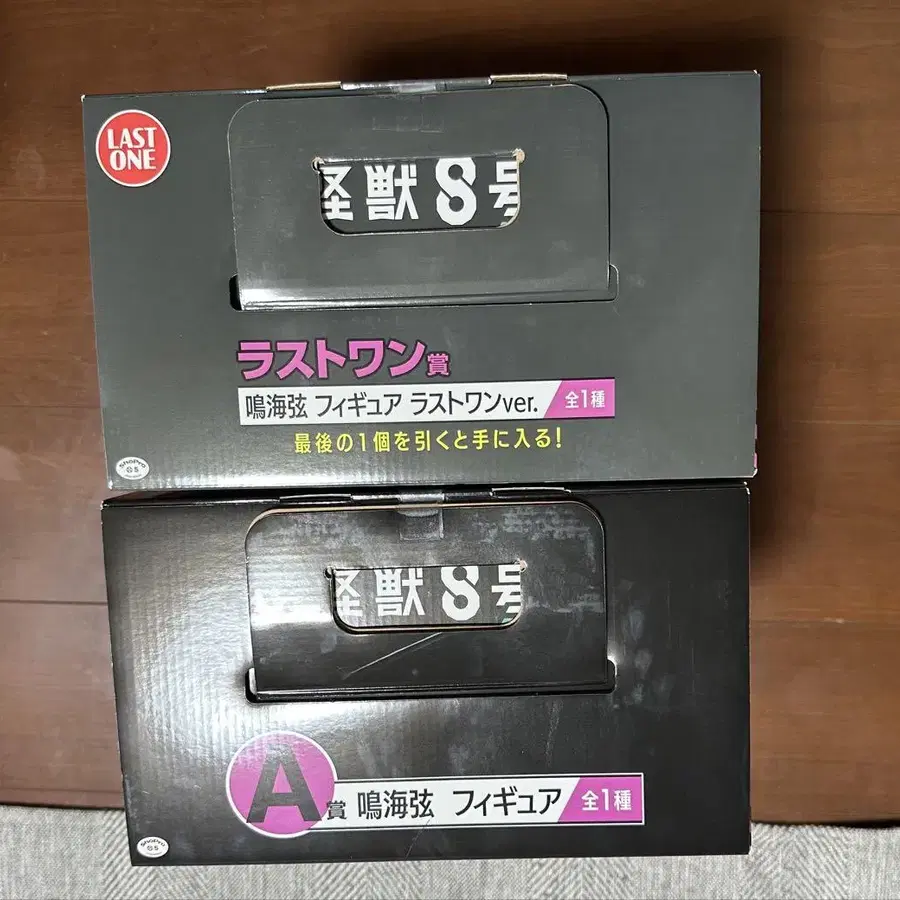 LAST
ONE
怪獣8号
ラストワン賞
鳴海弦 フィギュア ラストワンver. 全1種
最後の1個を引くと手に入る!
ShoPro
S
怪獣8号
A賞 鳴海弦 フィギュア 全1種
ShoPro
S